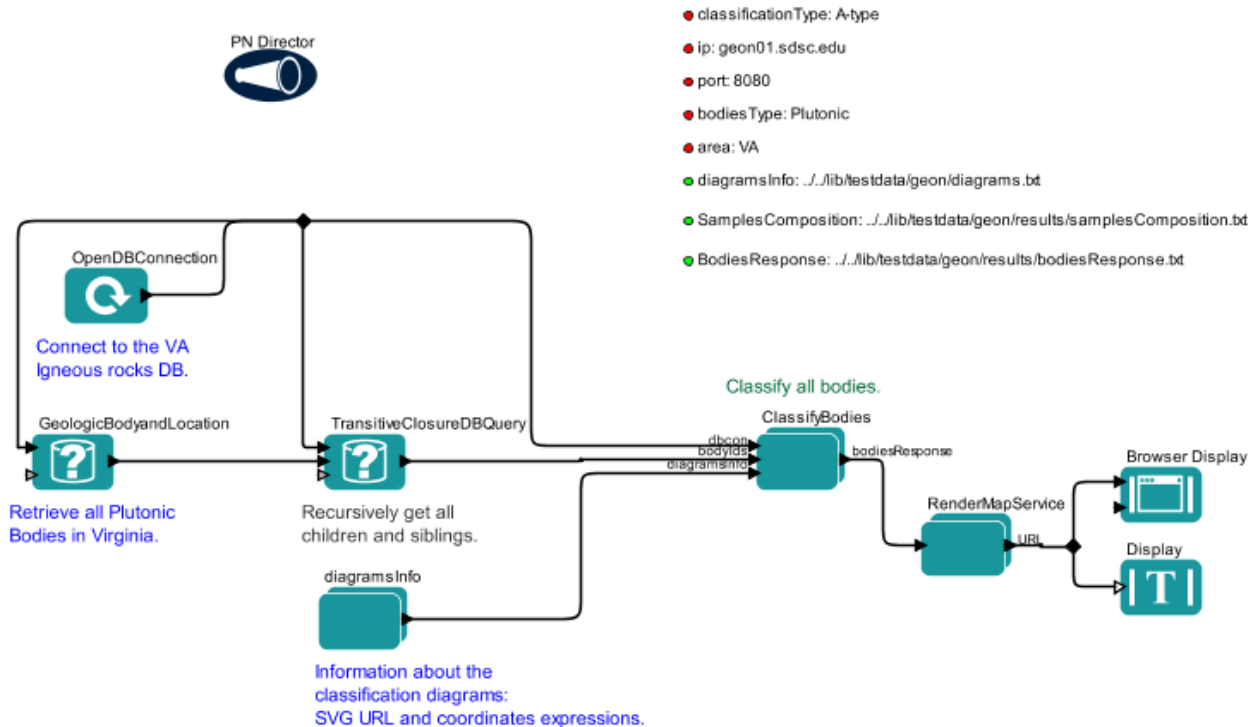 PN Director
classificationType: A-type
ip: geon01.sdsc.edu
port: 8080
bodiesType: Plutonic
area: VA
diagramsInfo: ../../lib/testdata/geon/diagrams.txt
SamplesComposition: ../../lib/testdata/geon/results/samplesComposition.txt
BodiesResponse: ../../lib/testdata/geon/results/bodiesResponse.txt
OpenDBConnection
Connect to the VA
Igneous rocks DB.
GeologicBodyandLocation
?
Retrieve all Plutonic
Bodies in Virginia.
TransitiveClosureDBQuery
?
Recursively get all
children and siblings.
diagramsInfo
Information about the
classification diagrams:
SVG URL and coordinates expressions.
Classify all bodies.
ClassifyBodies
dbcon
bodyIds
diagramsInfo
bodiesResponse
RenderMapService
URL
Browser Display
Display
T